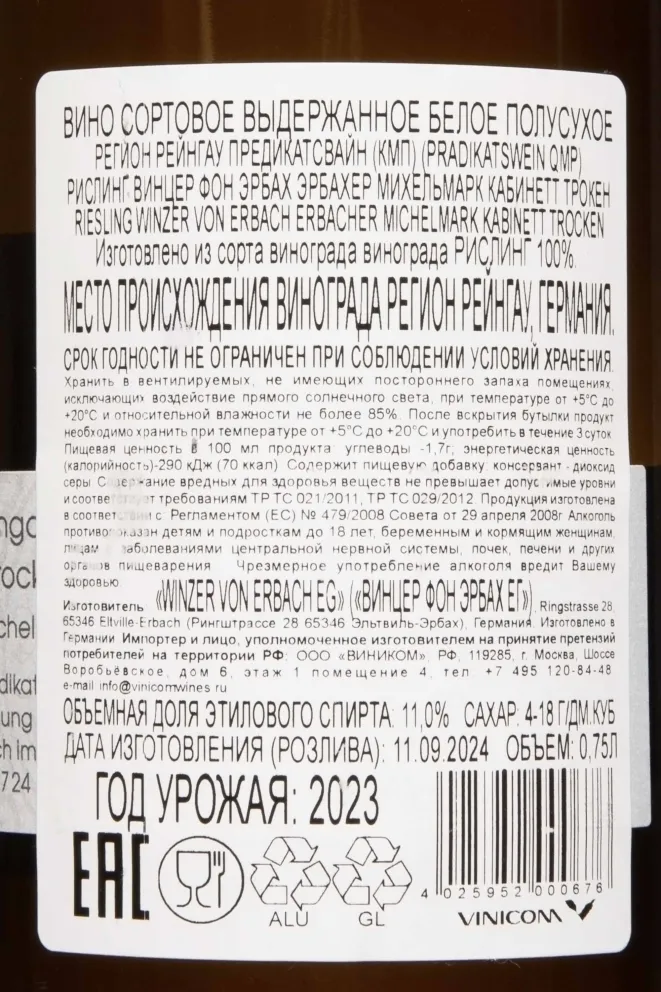 ВИНО СОРТОВОЕ ВЫДЕРЖАННОЕ БЕЛОЕ ПОЛУСУХОЕ
РЕГИОН РЕЙНГАУ ПРЕДИКАТСВАЙН (КМП) (PRADIKATSWEIN QMP)
РИСЛИНГ ВИНЦЕР ФОН ЭРБАХ ЭРБАХЕР МИХЕЛЬМАРК КАБИНЕТТ ТРОКЕН
RIESLING WINZER VON ERBACH ERBACHER MICHELMARK KABINETT TROCKEN
Изготовлено из сорта винограда винограда РИСЛИНГ 100%.
МЕСТО ПРОИСХОЖДЕНИЯ ВИНОГРАДА РЕГИОН РЕЙНГАУ, ГЕРМАНИЯ.
СРОК ГОДНОСТИ НЕ ОГРАНИЧЕН ПРИ СОБЛЮДЕНИИ УСЛОВИЙ ХРАНЕНИЯ.
Хранить в вентилируемых, не имеющих постороннего запаха помещениях,
исключающих воздействие прямого солнечного света, при температуре от +5°С до
+20°С и относительной влажности не более 85%. После вскрытия бутылки продукт
необходимо хранить при температуре от +5°С до +20°С и употребить в течение 3 суток
Пищевая ценность в 100 мл продукта углеводы -1,7г; энергетическая ценность
(калорийность)-290 кДж (70 ккал) Содержит пищевую добавку: консервант - диоксид
серы Содержание вредных для здоровья веществ не превышает уровни
требованиям ТР ТС 021/2011, ТР ТС 029/2012. Продукция изготовлена
в с Регламентом (ЕС) № 479/2008 Совета от 29 апреля 2008г Алкоголь
детям и подросткам до 18 лет, беременным и кормящим женщинам,
лицам заболеваниями центральной нервной системы, почек, печени и других
органов пищеварения Чрезмерное употребление алкоголя вредит Вашему
здоровью
Изготовитель «WINZER VON ERBACH EG» («ВИНЦЕР ФОН ЭРБАХ ЕГ»), Ringstrasse 28,
65346 Eltville-Erbach (Рингштрассе 28 65346 Эльтвиль-Эрбах), Германия. Изготовлено в
Германии Импортер и лицо, уполномоченное изготовителем на принятие претензий
потребителей на территории РФ: ООО «ВИНИКОМ», РФ, 119285, г. Москва, Шоссе
Воробьёвское, дом 6, этаж 1 помещение 4, тел +7 495 120-84-48
e-mail info@vinicomwines ru
ОБЪЕМНАЯ ДОЛЯ ЭТИЛОВОГО СПИРТА: 11,0% САХАР: 4-18 Г/ДМ.КУБ
ДАТА ИЗГОТОВЛЕНИЯ (РОЗЛИВА): 11.09.2024 ОБЪЕМ: 0,75Л
ГОД УРОЖАЯ: 2023
EAC
ALU GL
4 025952 000676
VINICOM